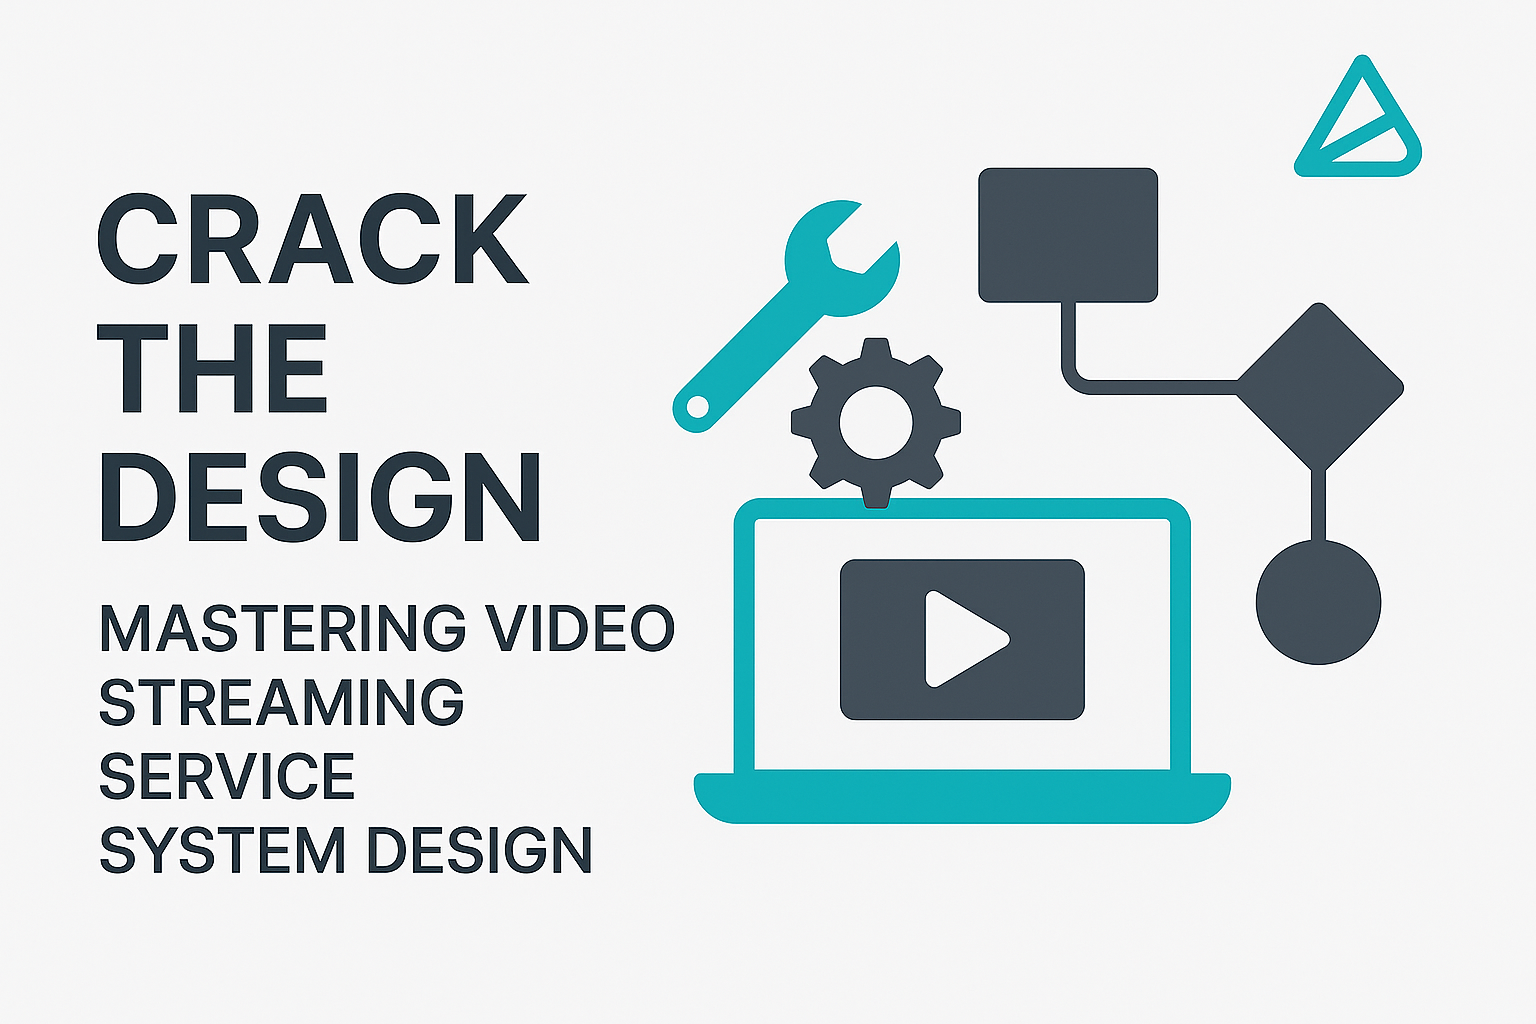 CRACK
THE
DESIGN
MASTERING VIDEO
STREAMING
SERVICE
SYSTEM DESIGN